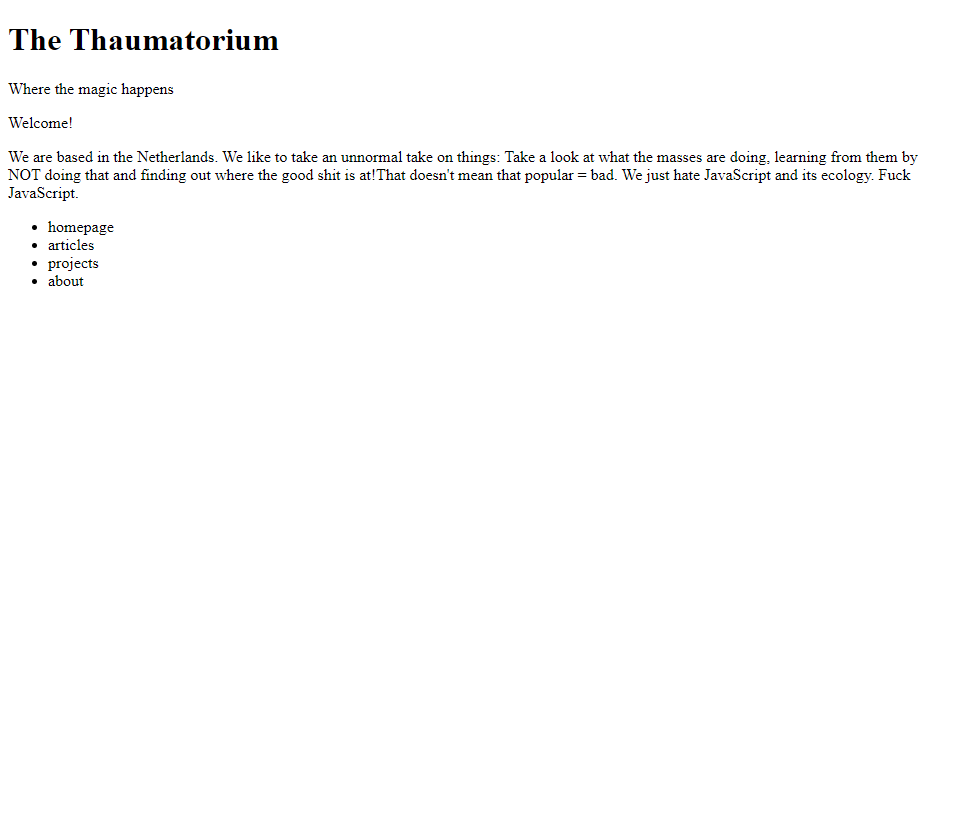 The Thaumatorium
Where the magic happens
Welcome!
We are based in the Netherlands. We like to take an unnormal take on things: Take a look at what the masses are doing, learning from them by
NOT doing that and finding out where the good shit is at!That doesn't mean that popular = bad. We just hate JavaScript and its ecology. Fuck
JavaScript.
homepage
articles
projects
about